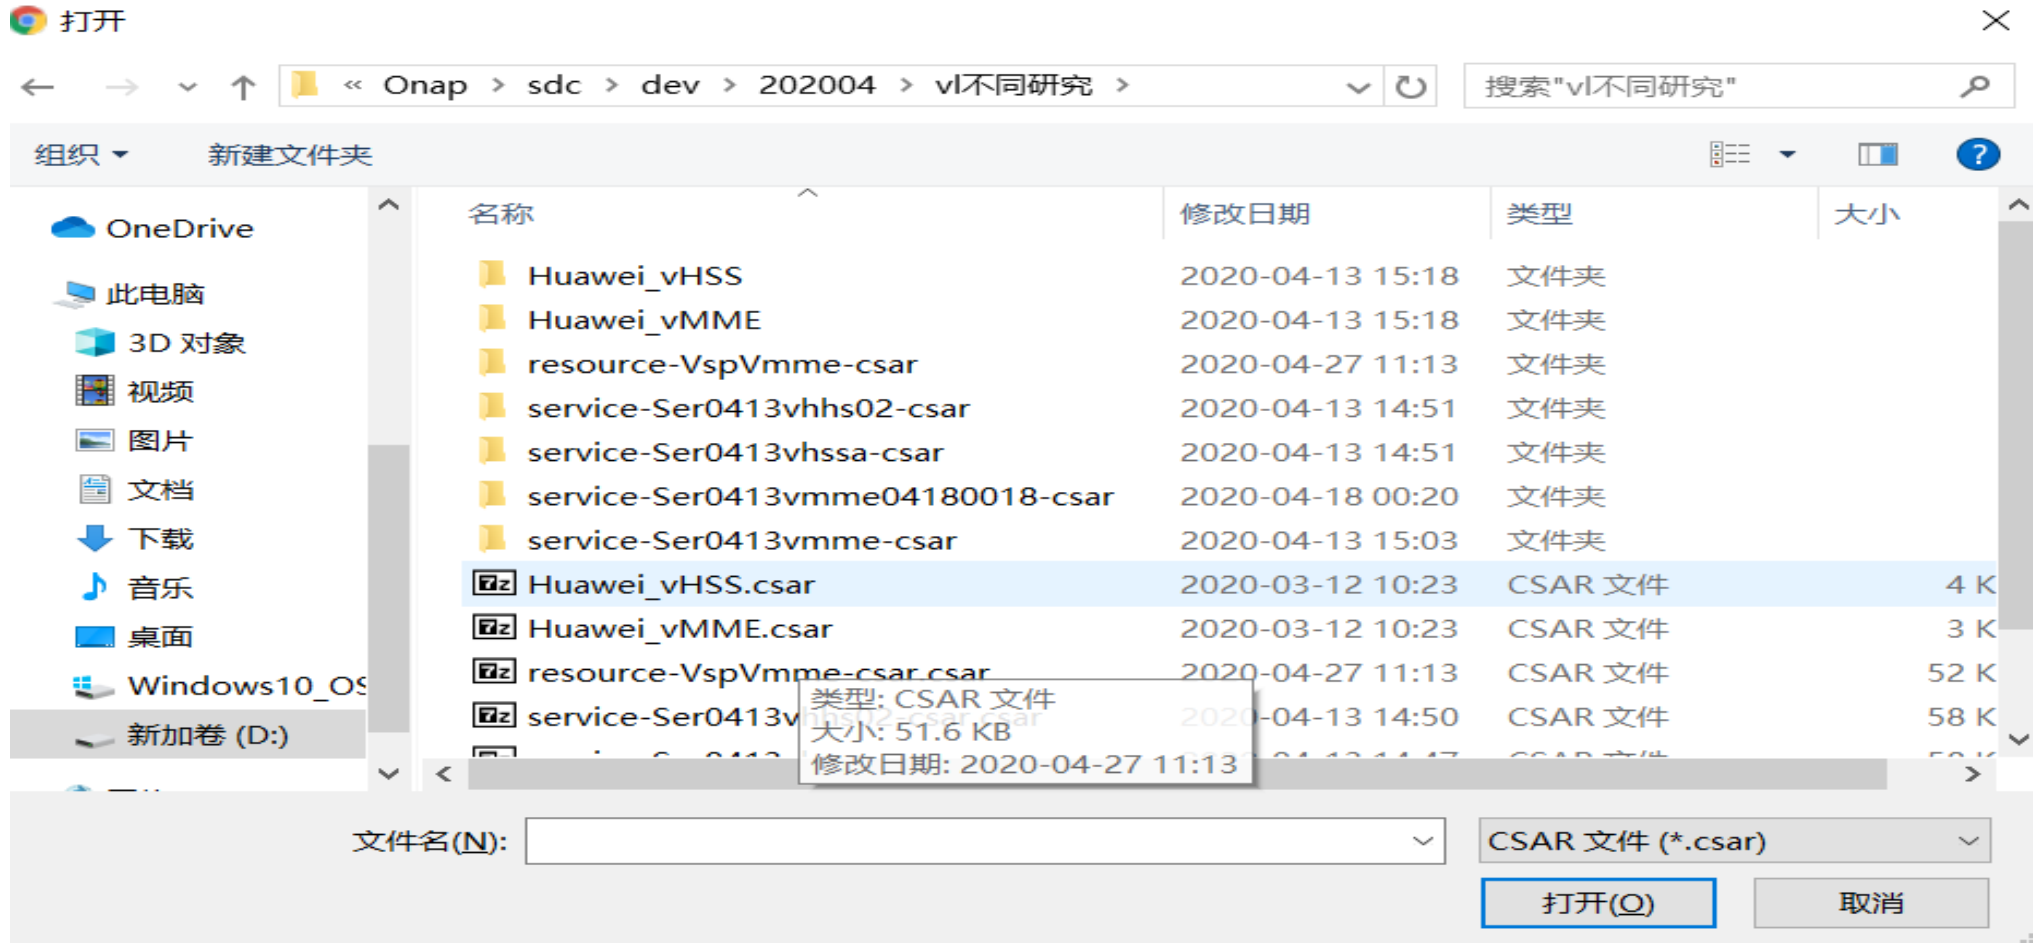 打开
« Onap > sdc > dev > 202004 > vl不同研究 >
搜索"vl不同研究"
组织
新建文件夹
OneDrive
此电脑
3D 对象
视频
图片
文档
下载
音乐
桌面
Windows10_OS
新加卷 (D:)
名称 修改日期 类型 大小
Huawei_vHSS 2020-04-13 15:18 文件夹
Huawei_vMME 2020-04-13 15:18 文件夹
resource-VspVmme-csar 2020-04-27 11:13 文件夹
service-Ser0413vhhs02-csar 2020-04-13 14:51 文件夹
service-Ser0413vhssa-csar 2020-04-13 14:51 文件夹
service-Ser0413vmme04180018-csar 2020-04-18 00:20 文件夹
service-Ser0413vmme-csar 2020-04-13 15:03 文件夹
Huawei_vHSS.csar 2020-03-12 10:23 CSAR 文件 4 K
Huawei_vMME.csar 2020-03-12 10:23 CSAR 文件 3 K
resource-VspVmme-csar.csar 2020-04-27 11:13 CSAR 文件 52 K
service-Ser0413vhhs02-csar.csar 2020-04-13 14:50 CSAR 文件 58 K
类型: CSAR 文件
大小: 51.6 KB
修改日期: 2020-04-27 11:13
文件名(N):
CSAR 文件 (*.csar)
打开(O)
取消